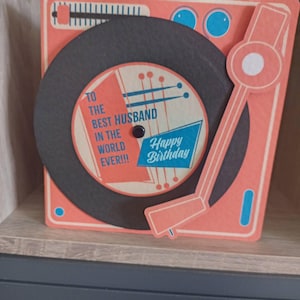 TO
THE
BEST HUSBAND
IN THE
WORLD
EVER!!!
Happy
Birthday